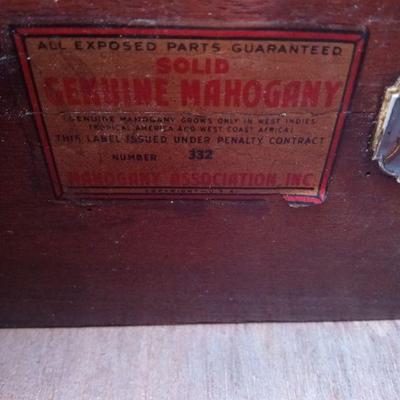 ALL EXPOSED PARTS GUARANTEED
SOLID
GENUINE MAHOGANY
(GENUINE MAHOGANY GROWS ONLY IN WEST INDIES
TROPICAL AMERICA AND WEST COAST AFRICA)
THIS LABEL ISSUED UNDER PENALTY CONTRACT
NUMBER 332
MAHOGANY ASSOCIATION, INC.
COPYRIGHT U.S.A.